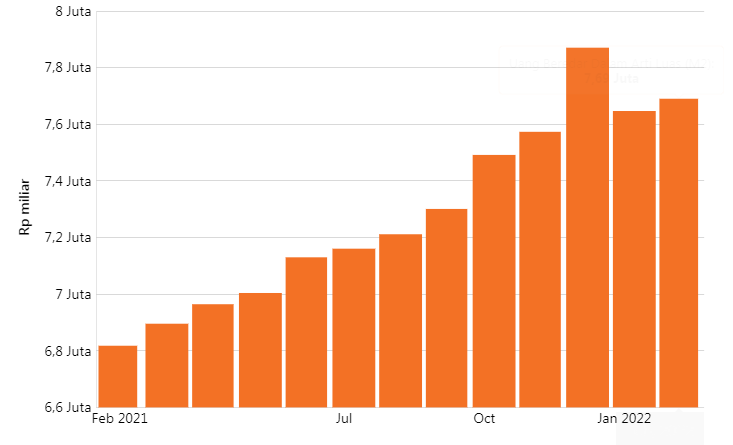 8 Juta
7,8 Juta
7,6 Juta
7,4 Juta
7,2 Juta
7 Juta
6,8 Juta
6,6 Juta
Rp miliar
Feb 2021 Jul Oct Jan 2022